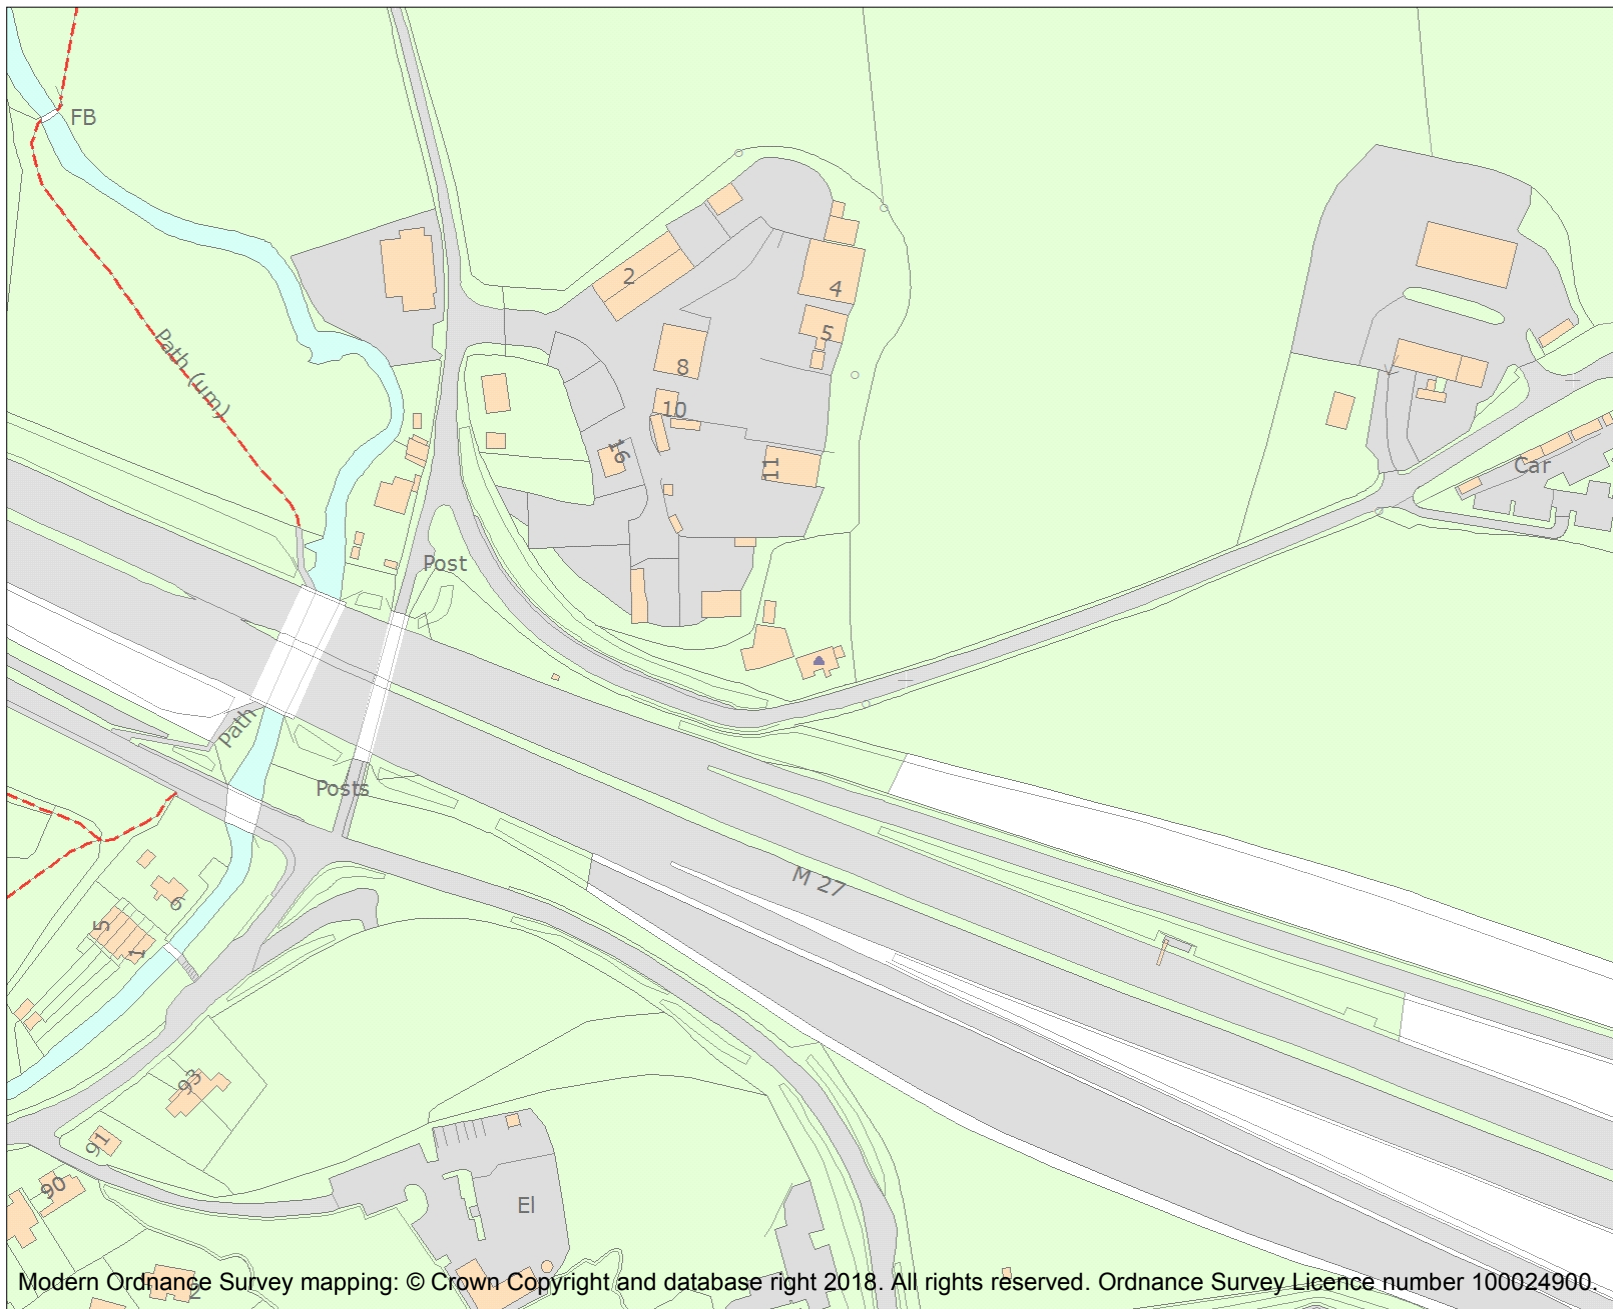 FB
2
4
5
8
Path (um)
10
16
11
Car
Post
path
Posts
M 27
6
5
1
93
91
90
El
2
Modern Ordnance Survey mapping: © Crown Copyright and database right 2018. All rights reserved. Ordnance Survey Licence number 100024900.